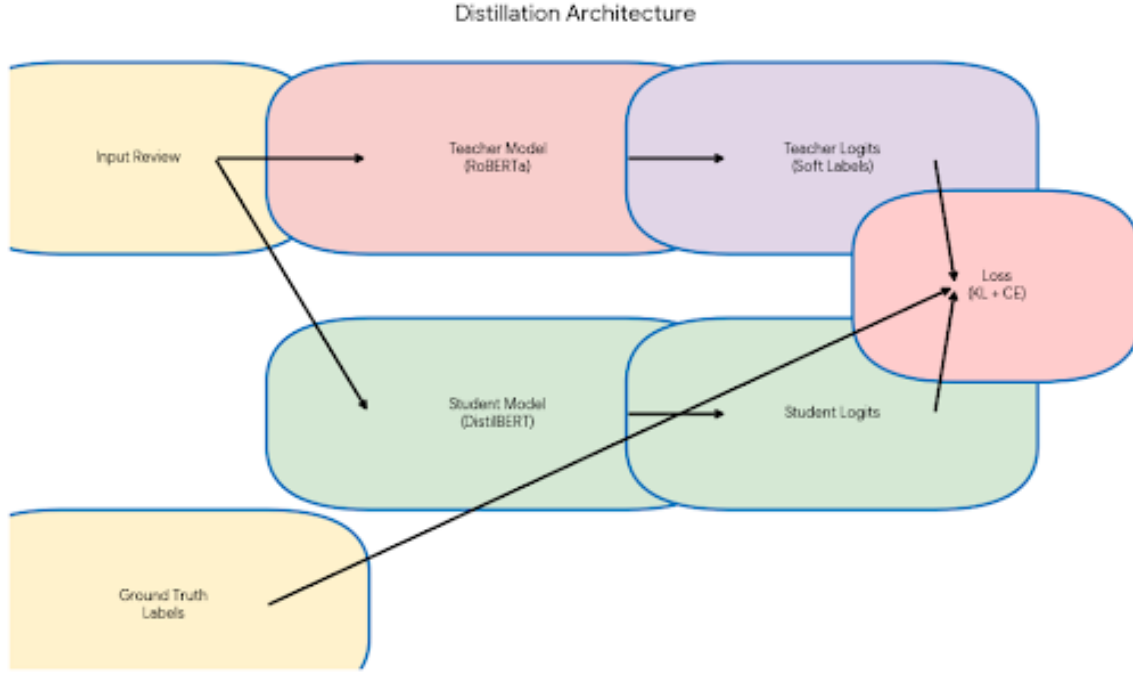 Distillation Architecture
Input Review
Teacher Model
(RoBERTa)
Teacher Logits
(Soft Labels)
Loss
(KL + CE)
Student Model
(DistilBERT)
Student Logits
Ground Truth
Labels